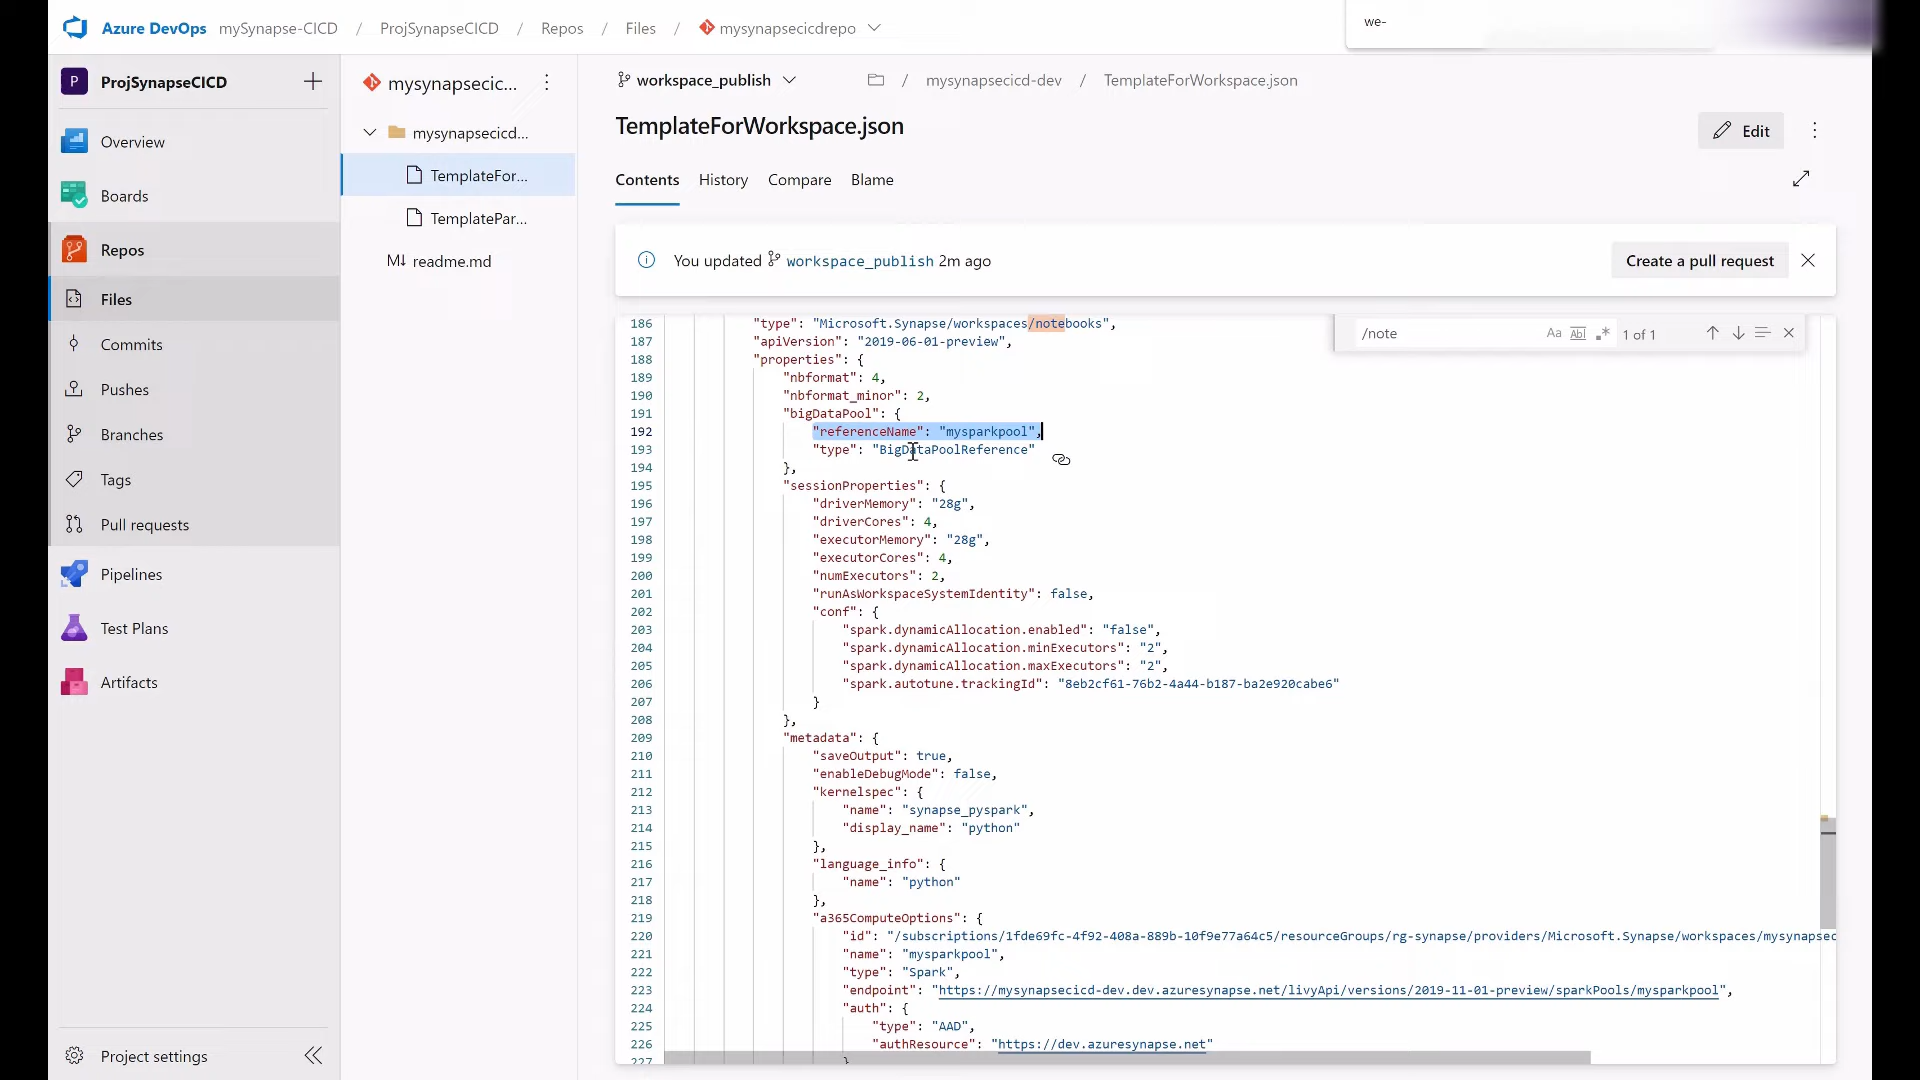 Azure DevOps mySynapse-CICD / ProjSynapseCICD / Repos / Files / mysynapsecicdrepo
we-
P ProjSynapseCICD
Overview
Boards
Repos
Files
Commits
Pushes
Branches
Tags
Pull requests
Pipelines
Test Plans
Artifacts
Project settings
mysynapsecic...
mysynapsecicd...
TemplateFor...
TemplatePar...
M↓ readme.md
workspace_publish / mysynapsecicd-dev / TemplateForWorkspace.json
TemplateForWorkspace.json
Edit
Contents History Compare Blame
You updated workspace_publish 2m ago
Create a pull request
/note Aa Abl .* 1 of 1
186 "type": "Microsoft.Synapse/workspaces/notebooks",
187 "apiVersion": "2019-06-01-preview",
188 "properties": {
189 "nbformat": 4,
190 "nbformat_minor": 2,
191 "bigDataPool": {
192 "referenceName": "mysparkpool",
193 "type": "BigDataPoolReference"
194 },
195 "sessionProperties": {
196 "driverMemory": "28g",
197 "driverCores": 4,
198 "executorMemory": "28g",
199 "executorCores": 4,
200 "numExecutors": 2,
201 "runAsWorkspaceSystemIdentity": false,
202 "conf": {
203 "spark.dynamicAllocation.enabled": "false",
204 "spark.dynamicAllocation.minExecutors": "2",
205 "spark.dynamicAllocation.maxExecutors": "2",
206 "spark.autotune.trackingId": "8eb2cf61-76b2-4a44-b187-ba2e920cabe6"
207 }
208 },
209 "metadata": {
210 "saveOutput": true,
211 "enableDebugMode": false,
212 "kernelspec": {
213 "name": "synapse_pyspark",
214 "display_name": "python"
215 },
216 "language_info": {
217 "name": "python"
218 },
219 "a365ComputeOptions": {
220 "id": "/subscriptions/1fde69fc-4f92-408a-889b-10f9e77a64c5/resourceGroups/rg-synapse/providers/Microsoft.Synapse/workspaces/mysynapsec
221 "name": "mysparkpool",
222 "type": "Spark",
223 "endpoint": "https://mysynapsecicd-dev.dev.azuresynapse.net/livyApi/versions/2019-11-01-preview/sparkPools/mysparkpool",
224 "auth": {
225 "type": "AAD",
226 "authResource": "https://dev.azuresynapse.net"
227 }